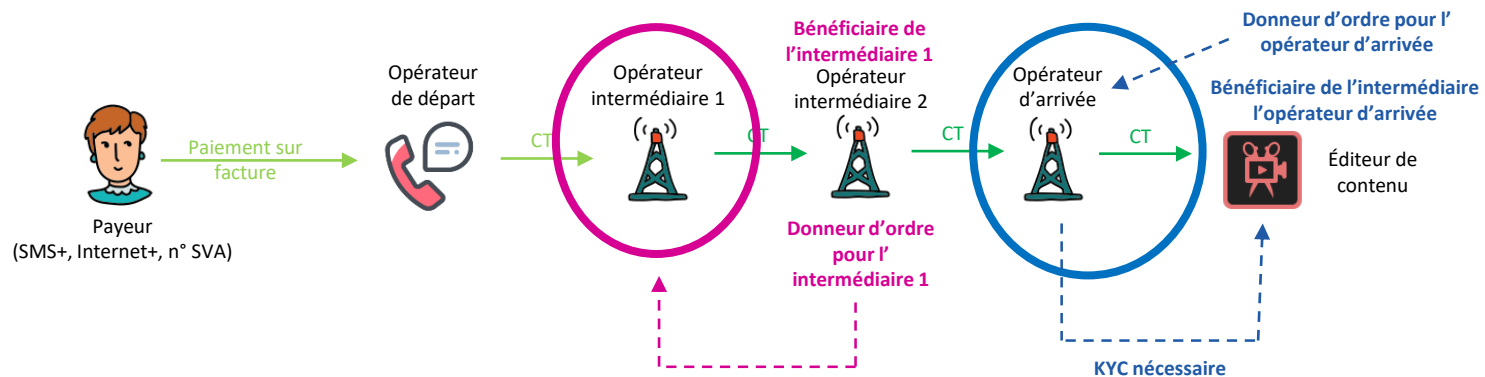 Donneur d’ordre pour l’
opérateur d’arrivée
Bénéficiaire de
l’intermédiaire 1
Opérateur
de départ
Opérateur
intermédiaire 1
Opérateur
intermédiaire 2
Opérateur
d’arrivée
Bénéficiaire de l’intermédiaire
l’opérateur d’arrivée
Paiement sur
facture
CT
CT
CT
CT
Éditeur de
contenu
Payeur
(SMS+, Internet+, n° SVA)
Donneur d’ordre
pour l’
intermédiaire 1
KYC nécessaire